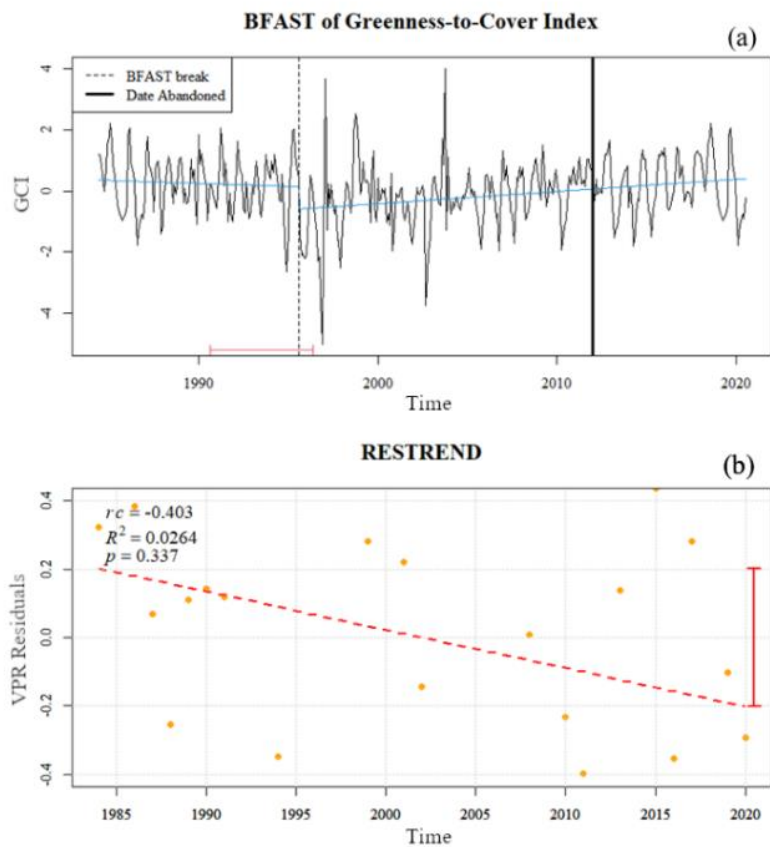 BFAST of Greenness-to-Cover Index
(a)
BFAST break
Date Abandoned
GCI
4
2
0
-2
-4
1990 2000 2010 2020
Time
RESTREND
(b)
rc = -0.403
R² = 0.0264
p = 0.337
VPR Residuals
0.4
0.2
0.0
-0.2
-0.4
1985 1990 1995 2000 2005 2010 2015 2020
Time